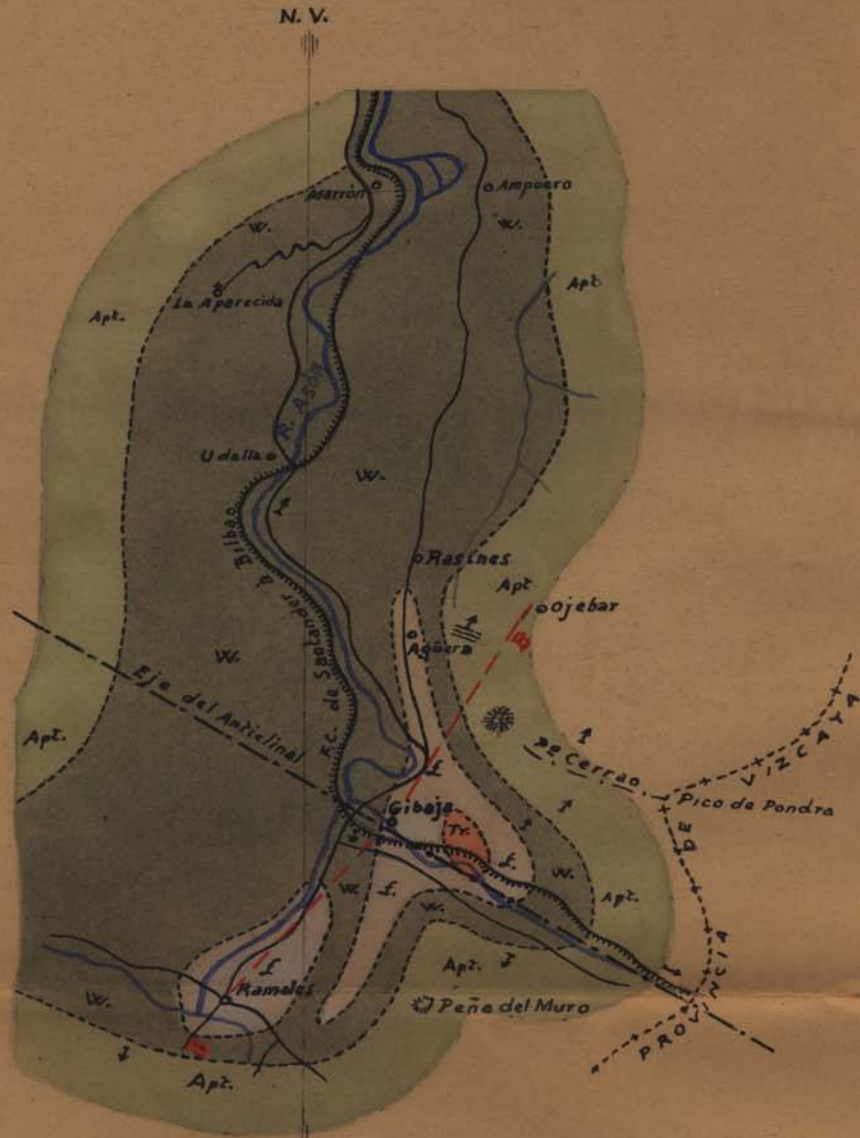 N. V.
Marrón
Ampuero
W.
W.
La Aparecida
Apt.
Apt.
R. Asón
Udalla
W.
F.c. de Santander á Bilbao
Rasines
Apt
Ojebar
B
Agüera
W.
Eje del Anticlinal
Apt.
Pª Cerrao
Pico de Pondra
PROVINCIA DE VIZCAYA
f.
Gibaja
Tr.
f.
W.
f.
W.
Apt.
W.
f
Apt.
Ramales
W.
Peña del Muro
Apt.